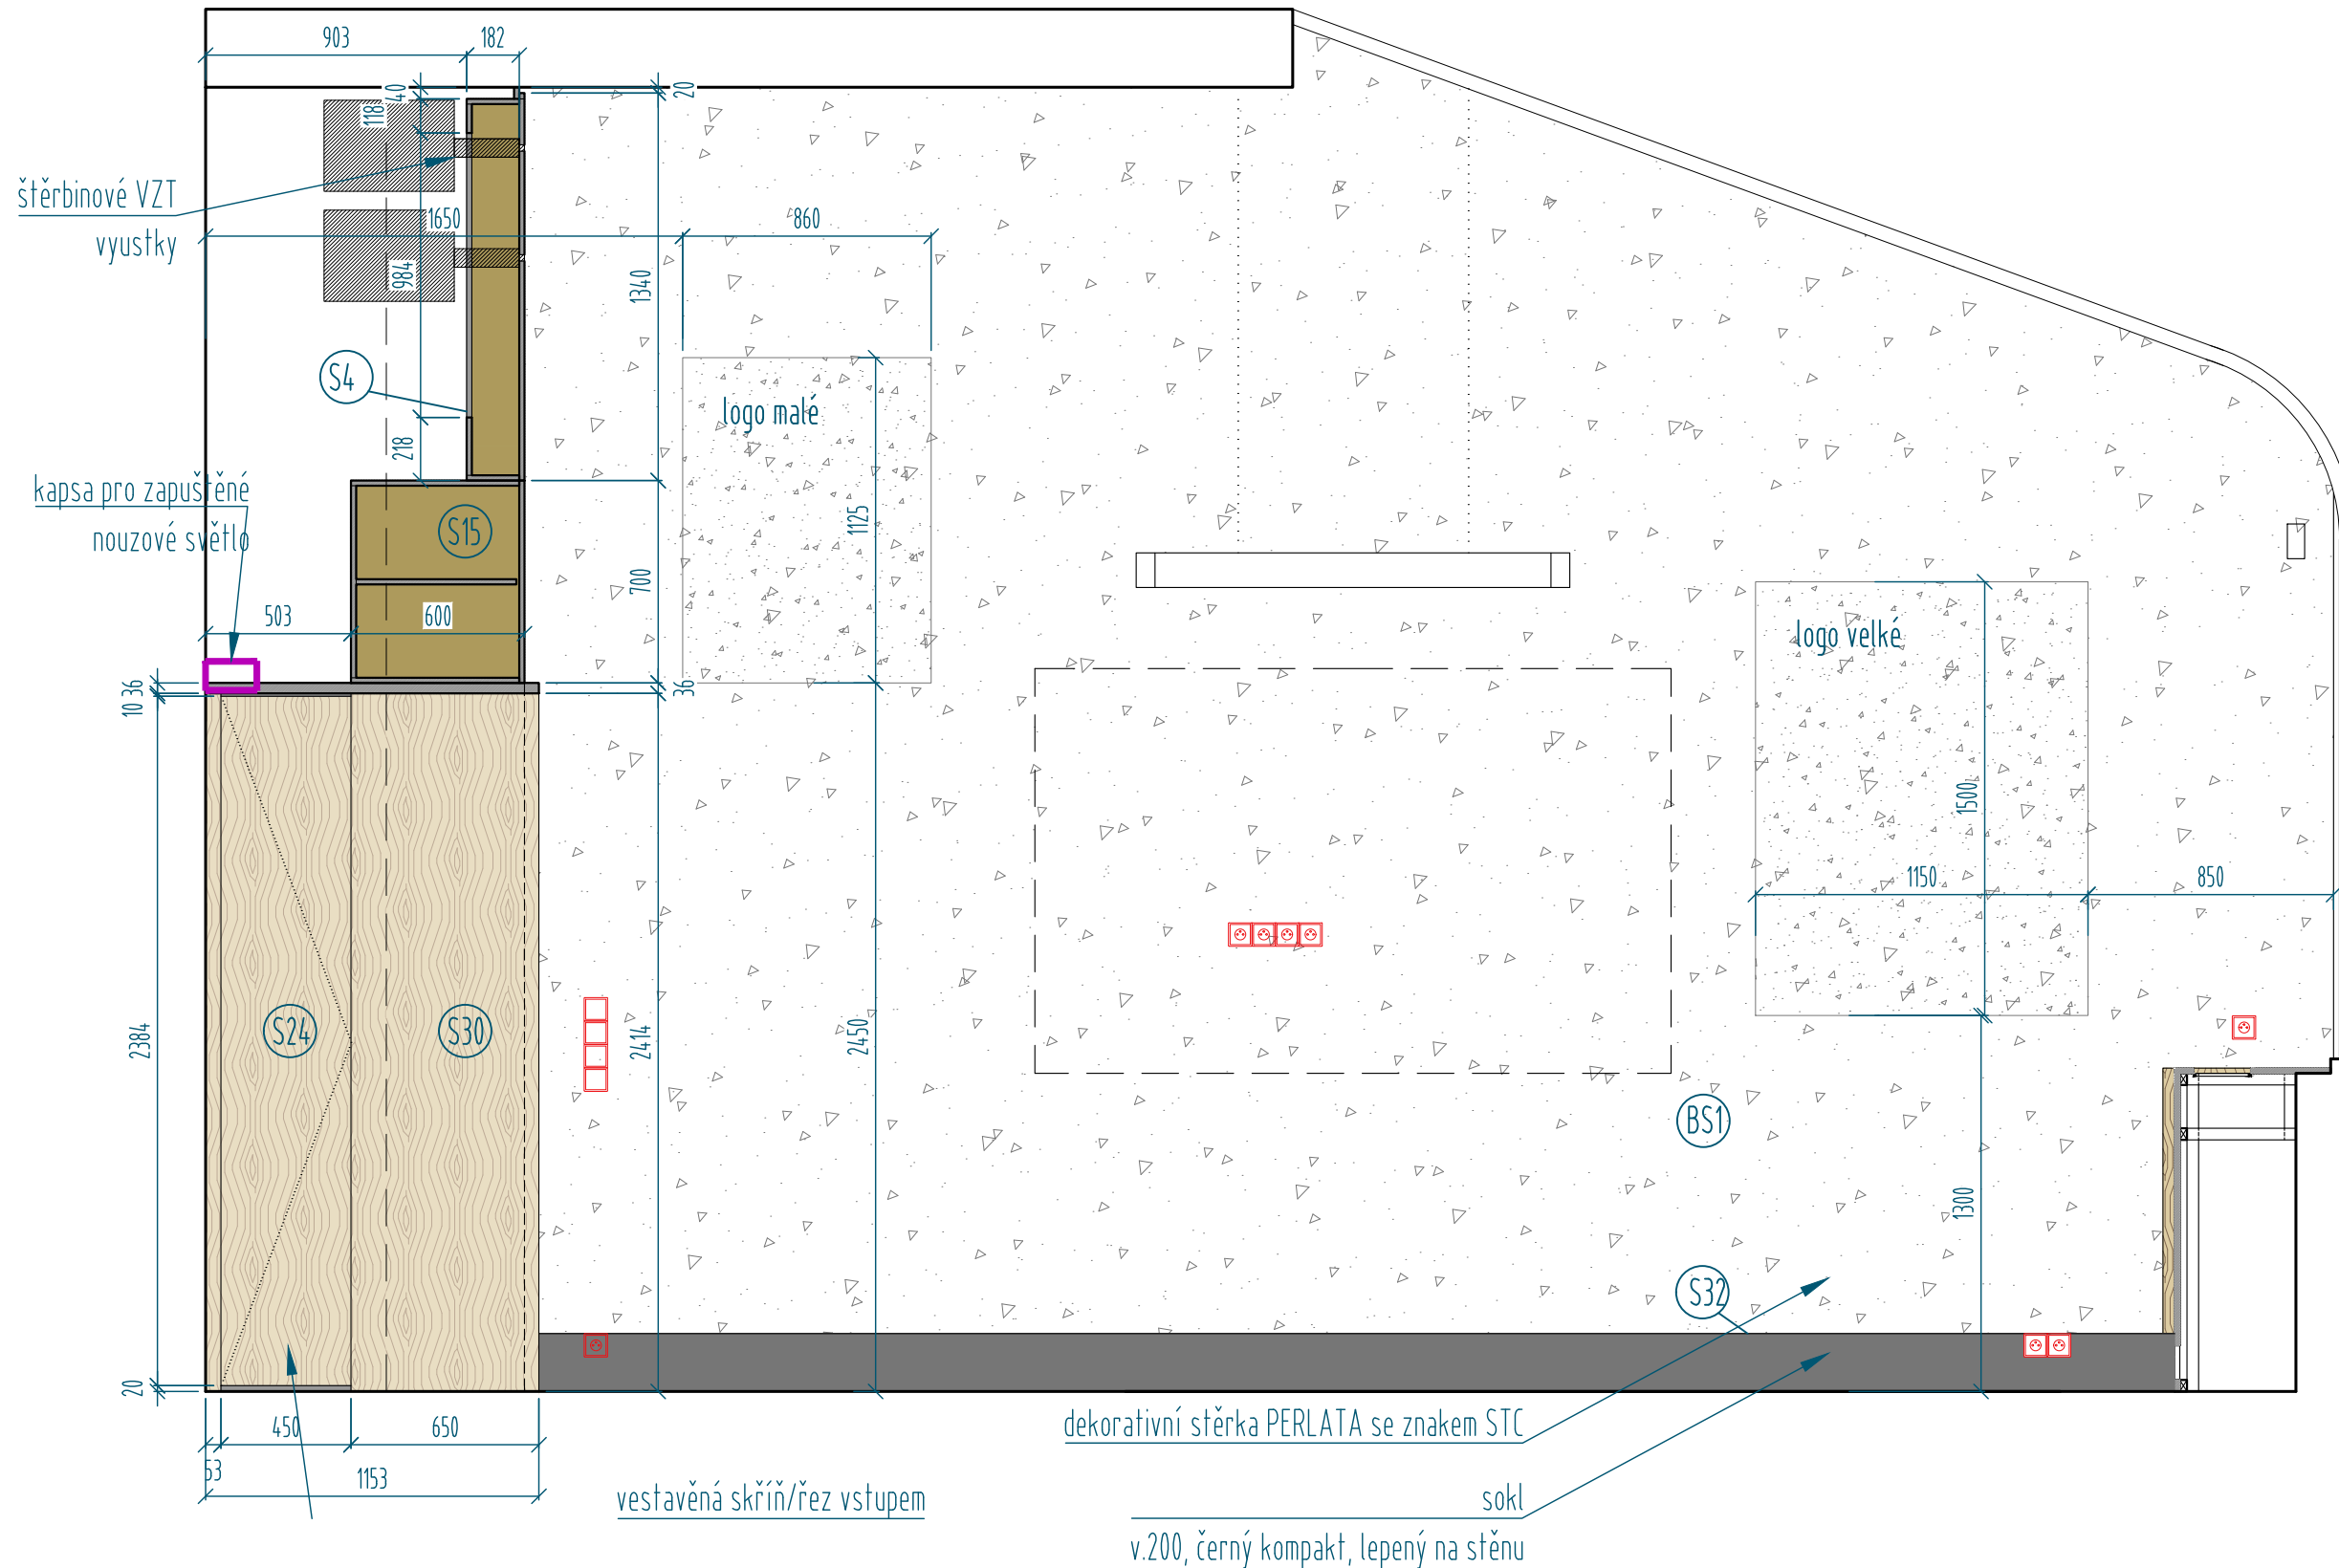 903
182
40
118
20
štěrbinové VZT
vyustky
1650
860
984
1340
S4
logo malé
218
kapsa pro zapuštěné
nouzové světlo
S15
1125
700
503
600
logo velké
10 36
36
1500
1150
850
S24
S30
2384
2414
2450
BS1
1300
S32
20
450
650
53
1153
dekorativní stěrka PERLATA se znakem STC
vestavěná skříň/řez vstupem
sokl
v.200, černý kompakt, lepený na stěnu